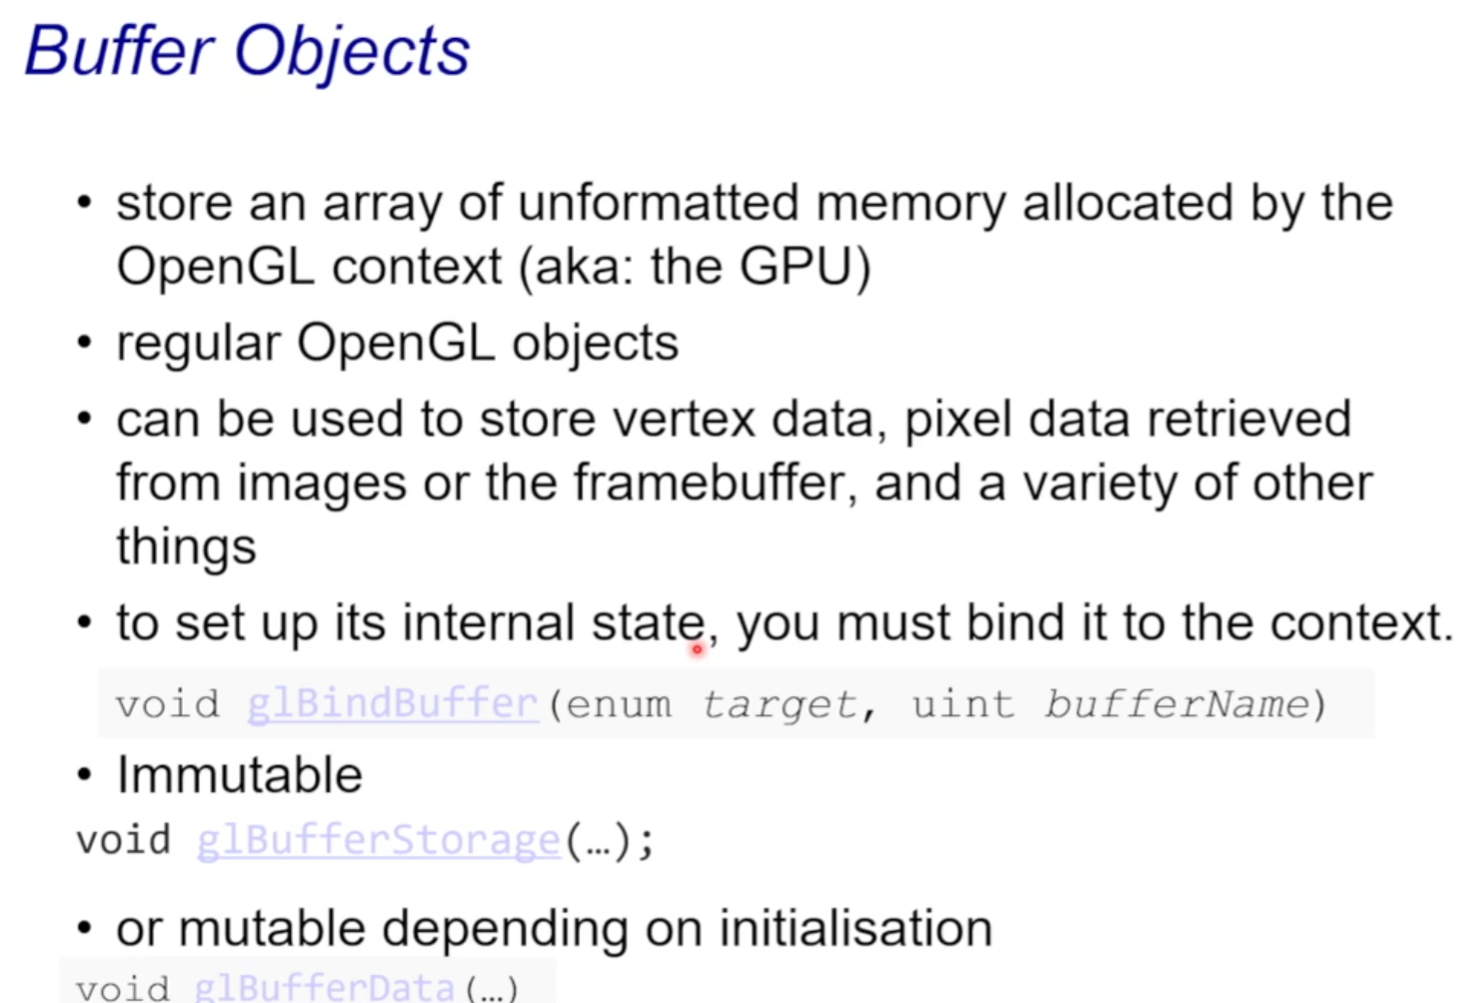 Buffer Objects
• store an array of unformatted memory allocated by the
OpenGL context (aka: the GPU)
• regular OpenGL objects
• can be used to store vertex data, pixel data retrieved
from images or the framebuffer, and a variety of other
things
• to set up its internal state, you must bind it to the context.
void glBindBuffer(enum target, uint bufferName)
• Immutable
void glBufferStorage(…);
• or mutable depending on initialisation
void glBufferData(…)